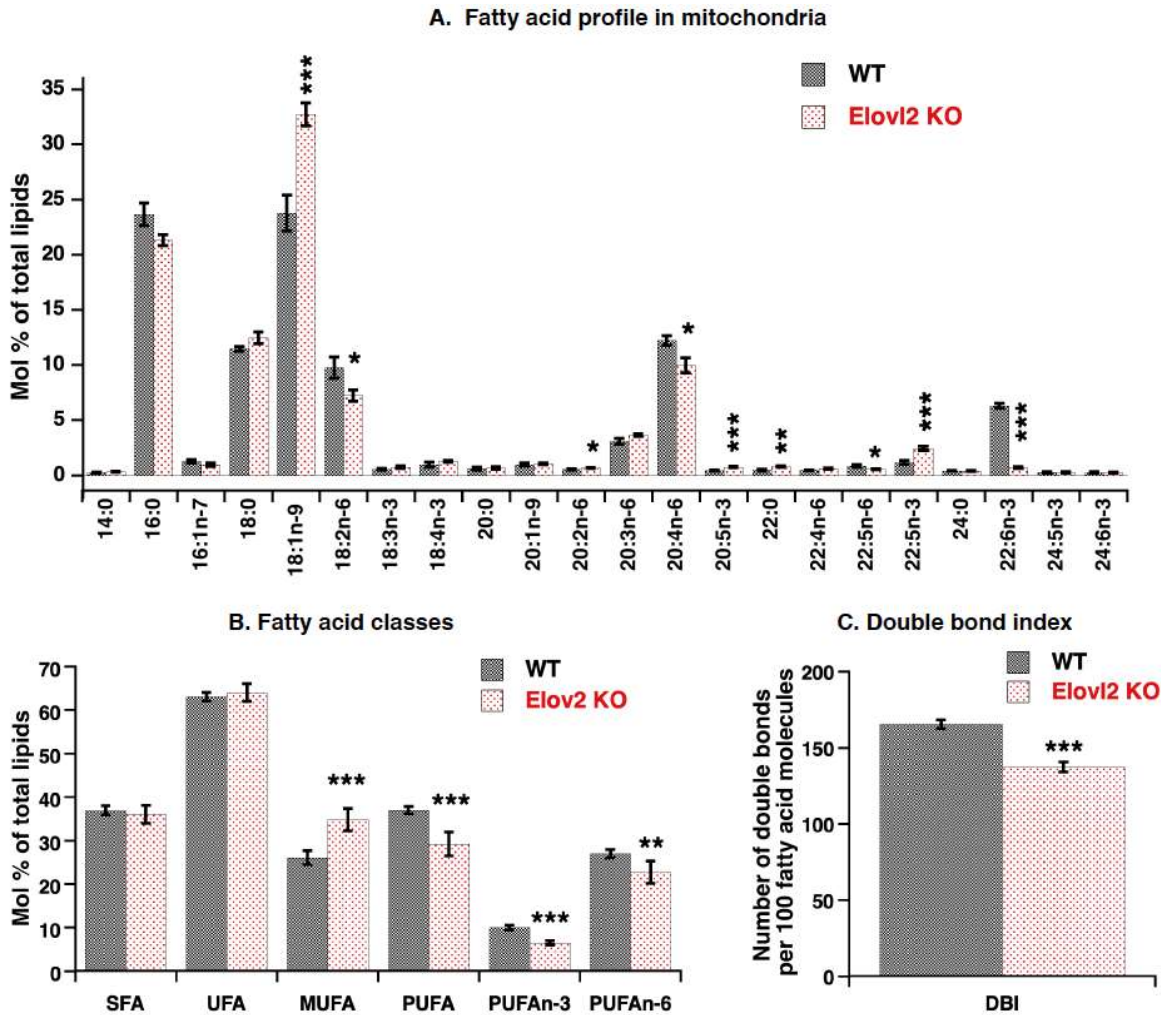 A. Fatty acid profile in mitochondria
Mol % of total lipids
35
30
25
20
15
10
5
0
WT
Elovl2 KO
***
*
*
*
***
**
*
***
***
14:0
16:0
16:1n-7
18:0
18:1n-9
18:2n-6
18:3n-3
18:4n-3
20:0
20:1n-9
20:2n-6
20:3n-6
20:4n-6
20:5n-3
22:0
22:4n-6
22:5n-6
22:5n-3
24:0
22:6n-3
24:5n-3
24:6n-3
B. Fatty acid classes
Mol % of total lipids
70
60
50
40
30
20
10
0
WT
Elov2 KO
***
***
***
**
SFA
UFA
MUFA
PUFA
PUFAn-3
PUFAn-6
C. Double bond index
Number of double bonds
per 100 fatty acid molecules
200
150
100
50
0
WT
Elovl2 KO
***
DBI